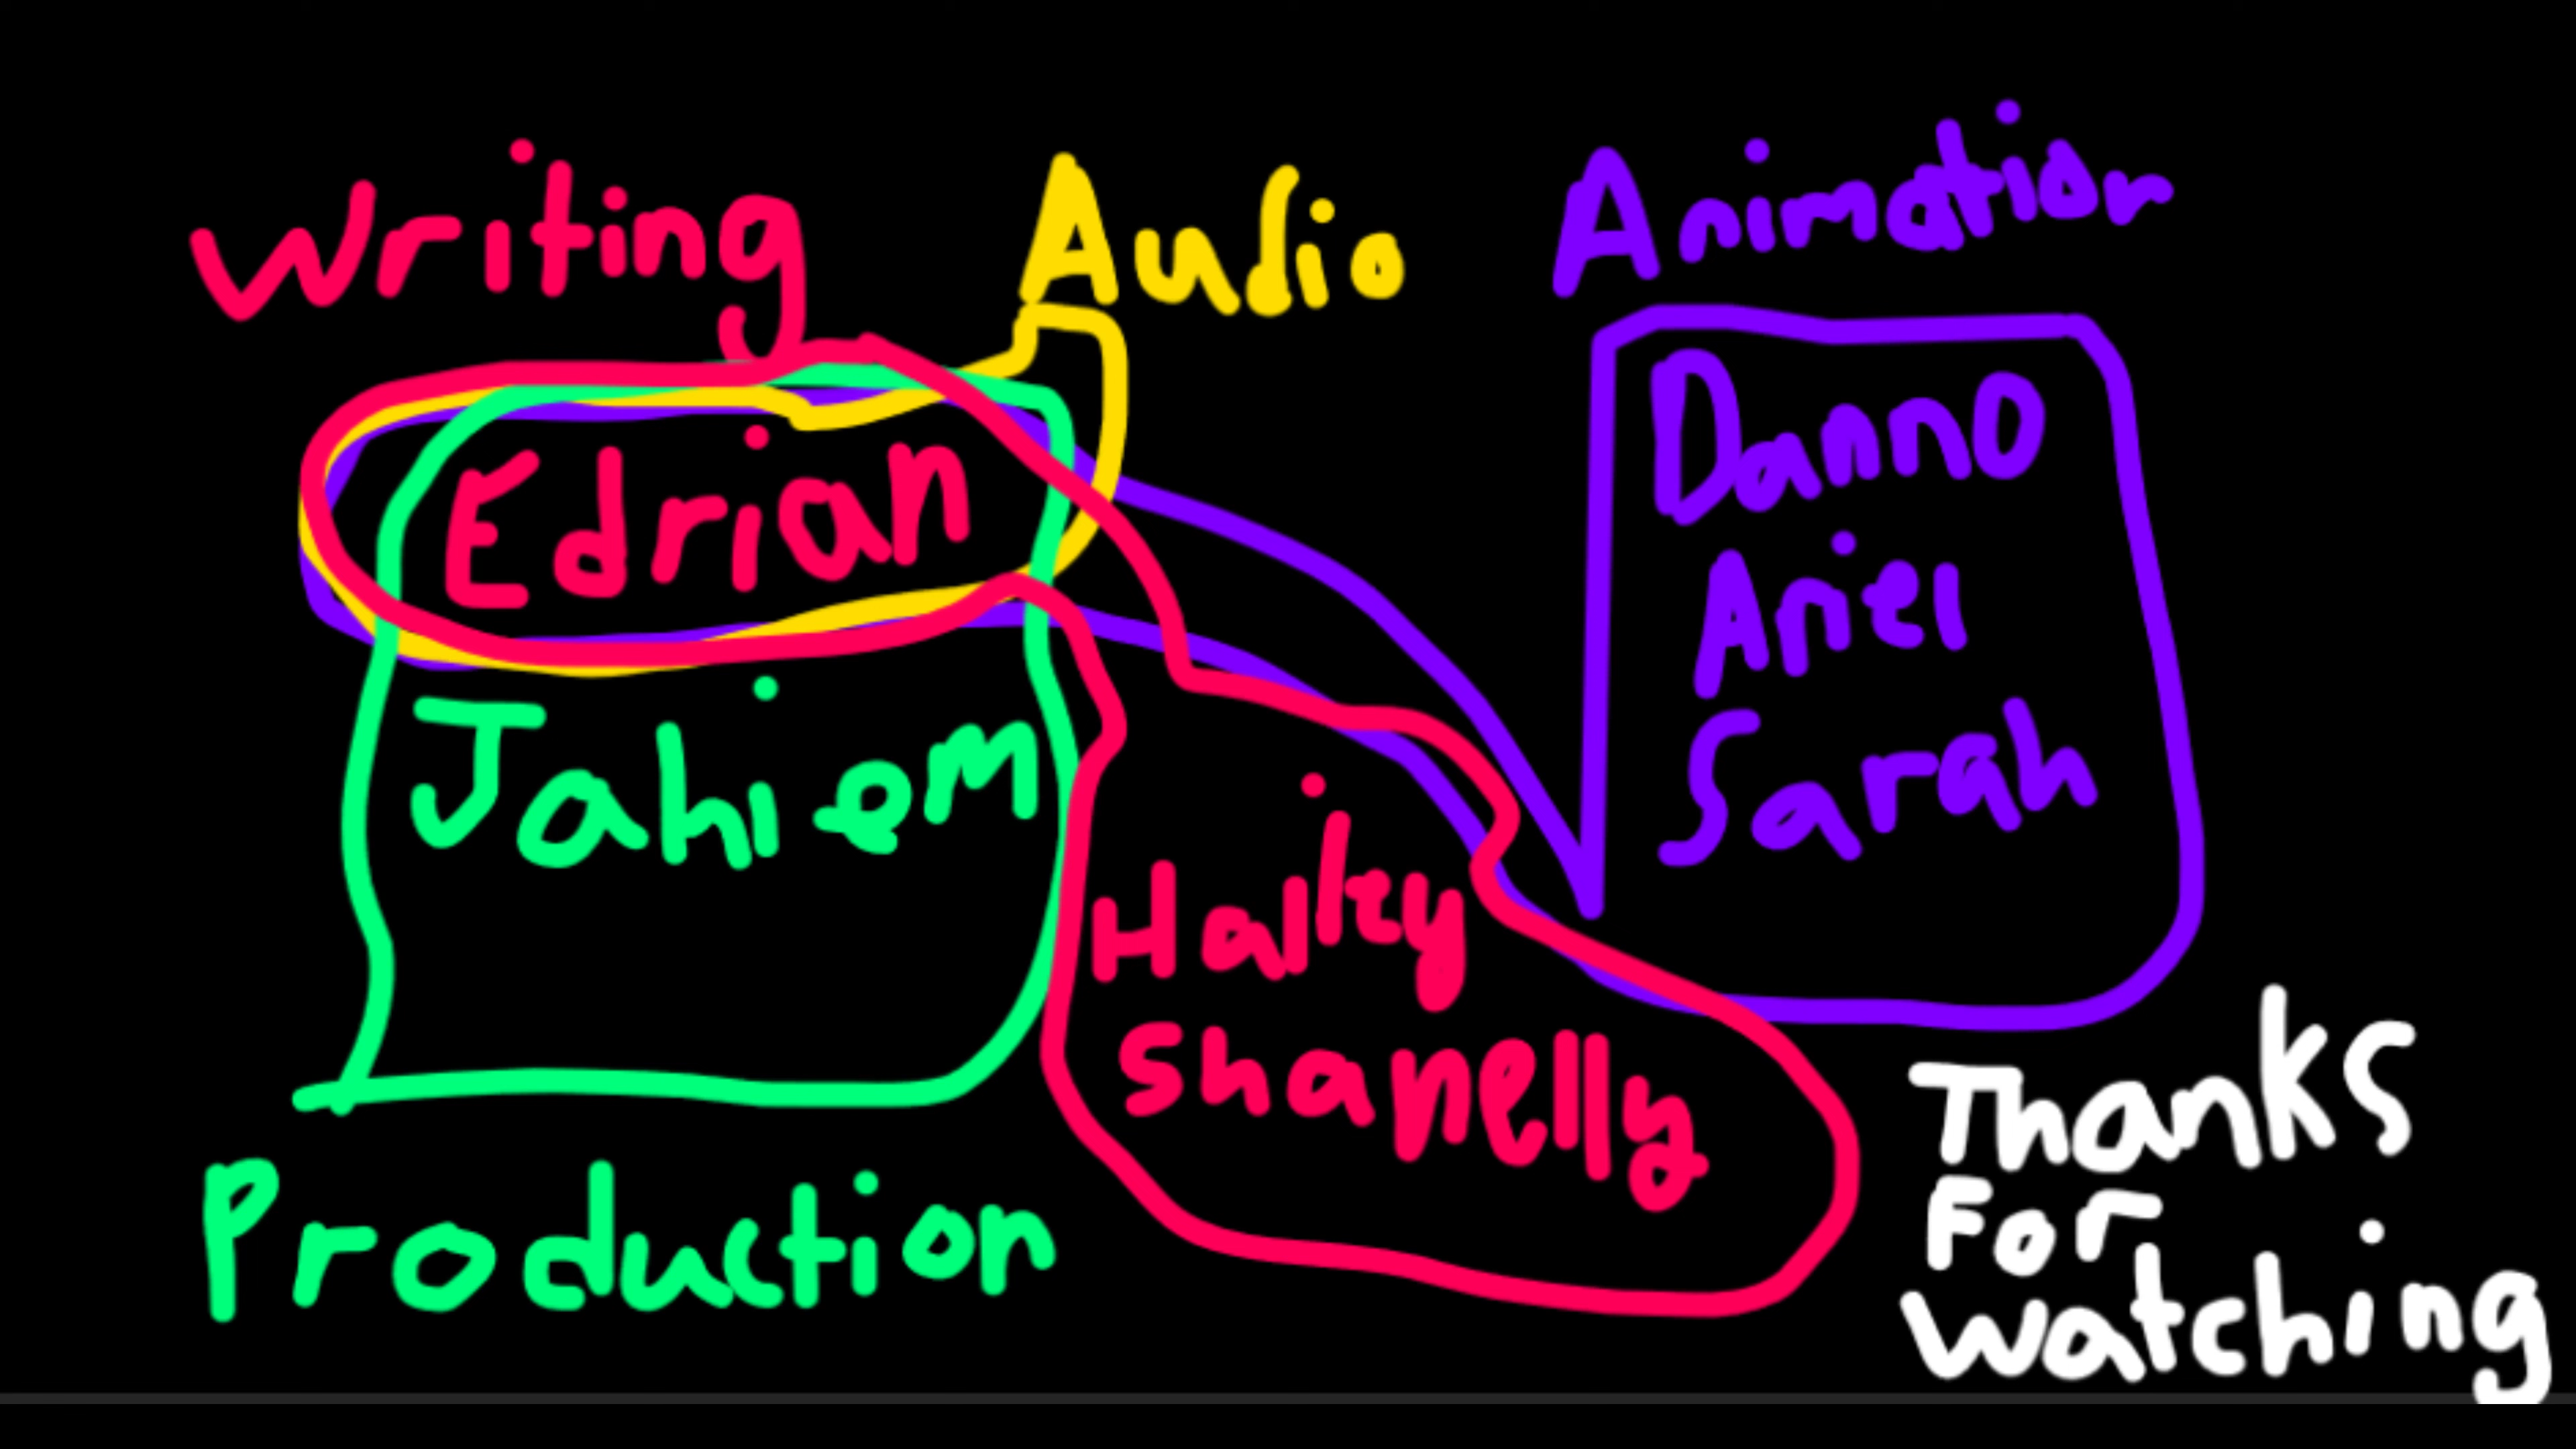 Writing
Audio
Animation
Edrian
Danno
Ariel
Sarah
Jahiem
Hailey
Shanelly
Production
Thanks
For
Watching